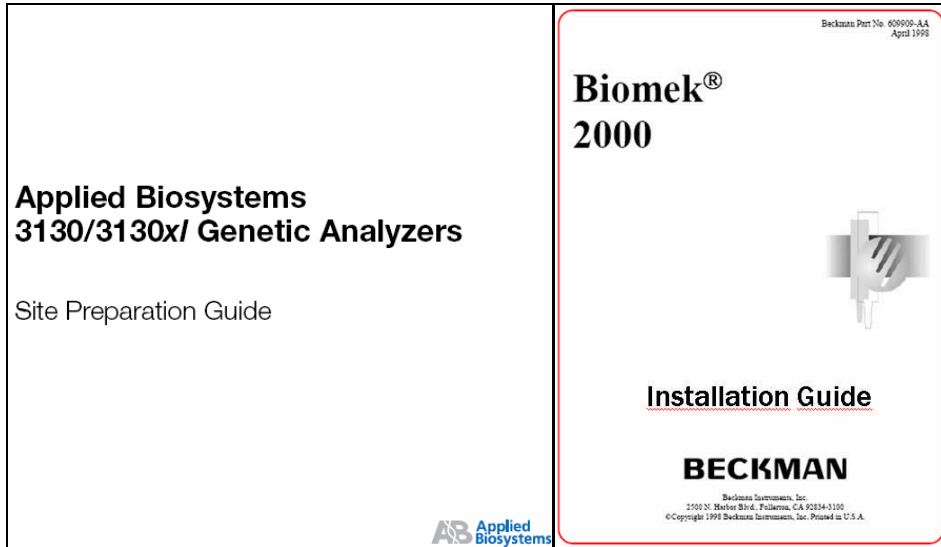 Applied Biosystems
3130/3130xl Genetic Analyzers
Site Preparation Guide
AB Applied
Biosystems
Beckman Part No. 609909-AA
April 1998
Biomek®
2000
Installation Guide
BECKMAN
Beckman Instruments, Inc.
2500 N. Harbor Blvd., Fullerton, CA 92834-3100
©Copyright 1998 Beckman Instruments, Inc. Printed in U.S.A.